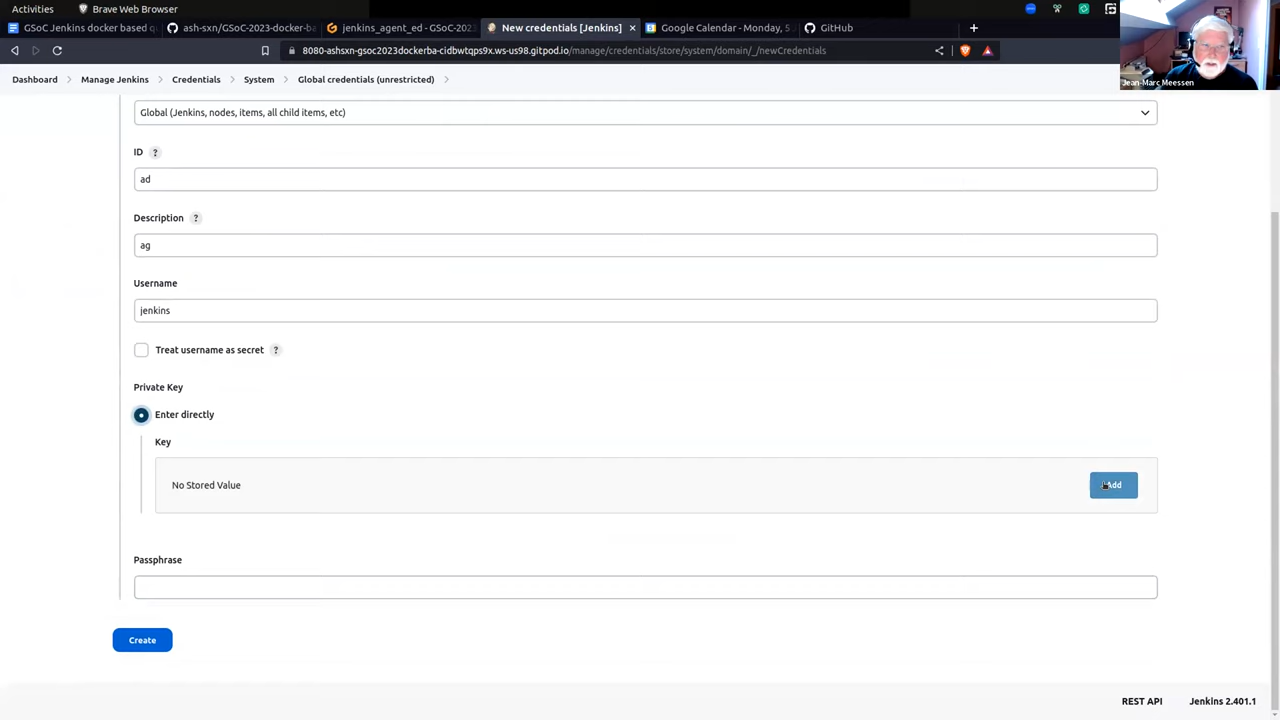 Activities
Brave Web Browser
GSoC Jenkins docker based q
ash-sxn/GSoC-2023-docker-b
jenkins_agent_ed - GSoC-202
New credentials [Jenkins]
Google Calendar - Monday, 5
GitHub
8080-ashsxn-gsoc2023dockerba-cidbwtqps9x.ws-us98.gitpod.io/manage/credentials/store/system/domain/_/newCredentials
Jean-Marc Meessen
Dashboard
Manage Jenkins
Credentials
System
Global credentials (unrestricted)
Global (Jenkins, nodes, items, all child items, etc)
ID ?
ad
Description ?
ag
Username
jenkins
Treat username as secret ?
Private Key
Enter directly
Key
No Stored Value
Add
Passphrase
Create
REST API
Jenkins 2.401.1